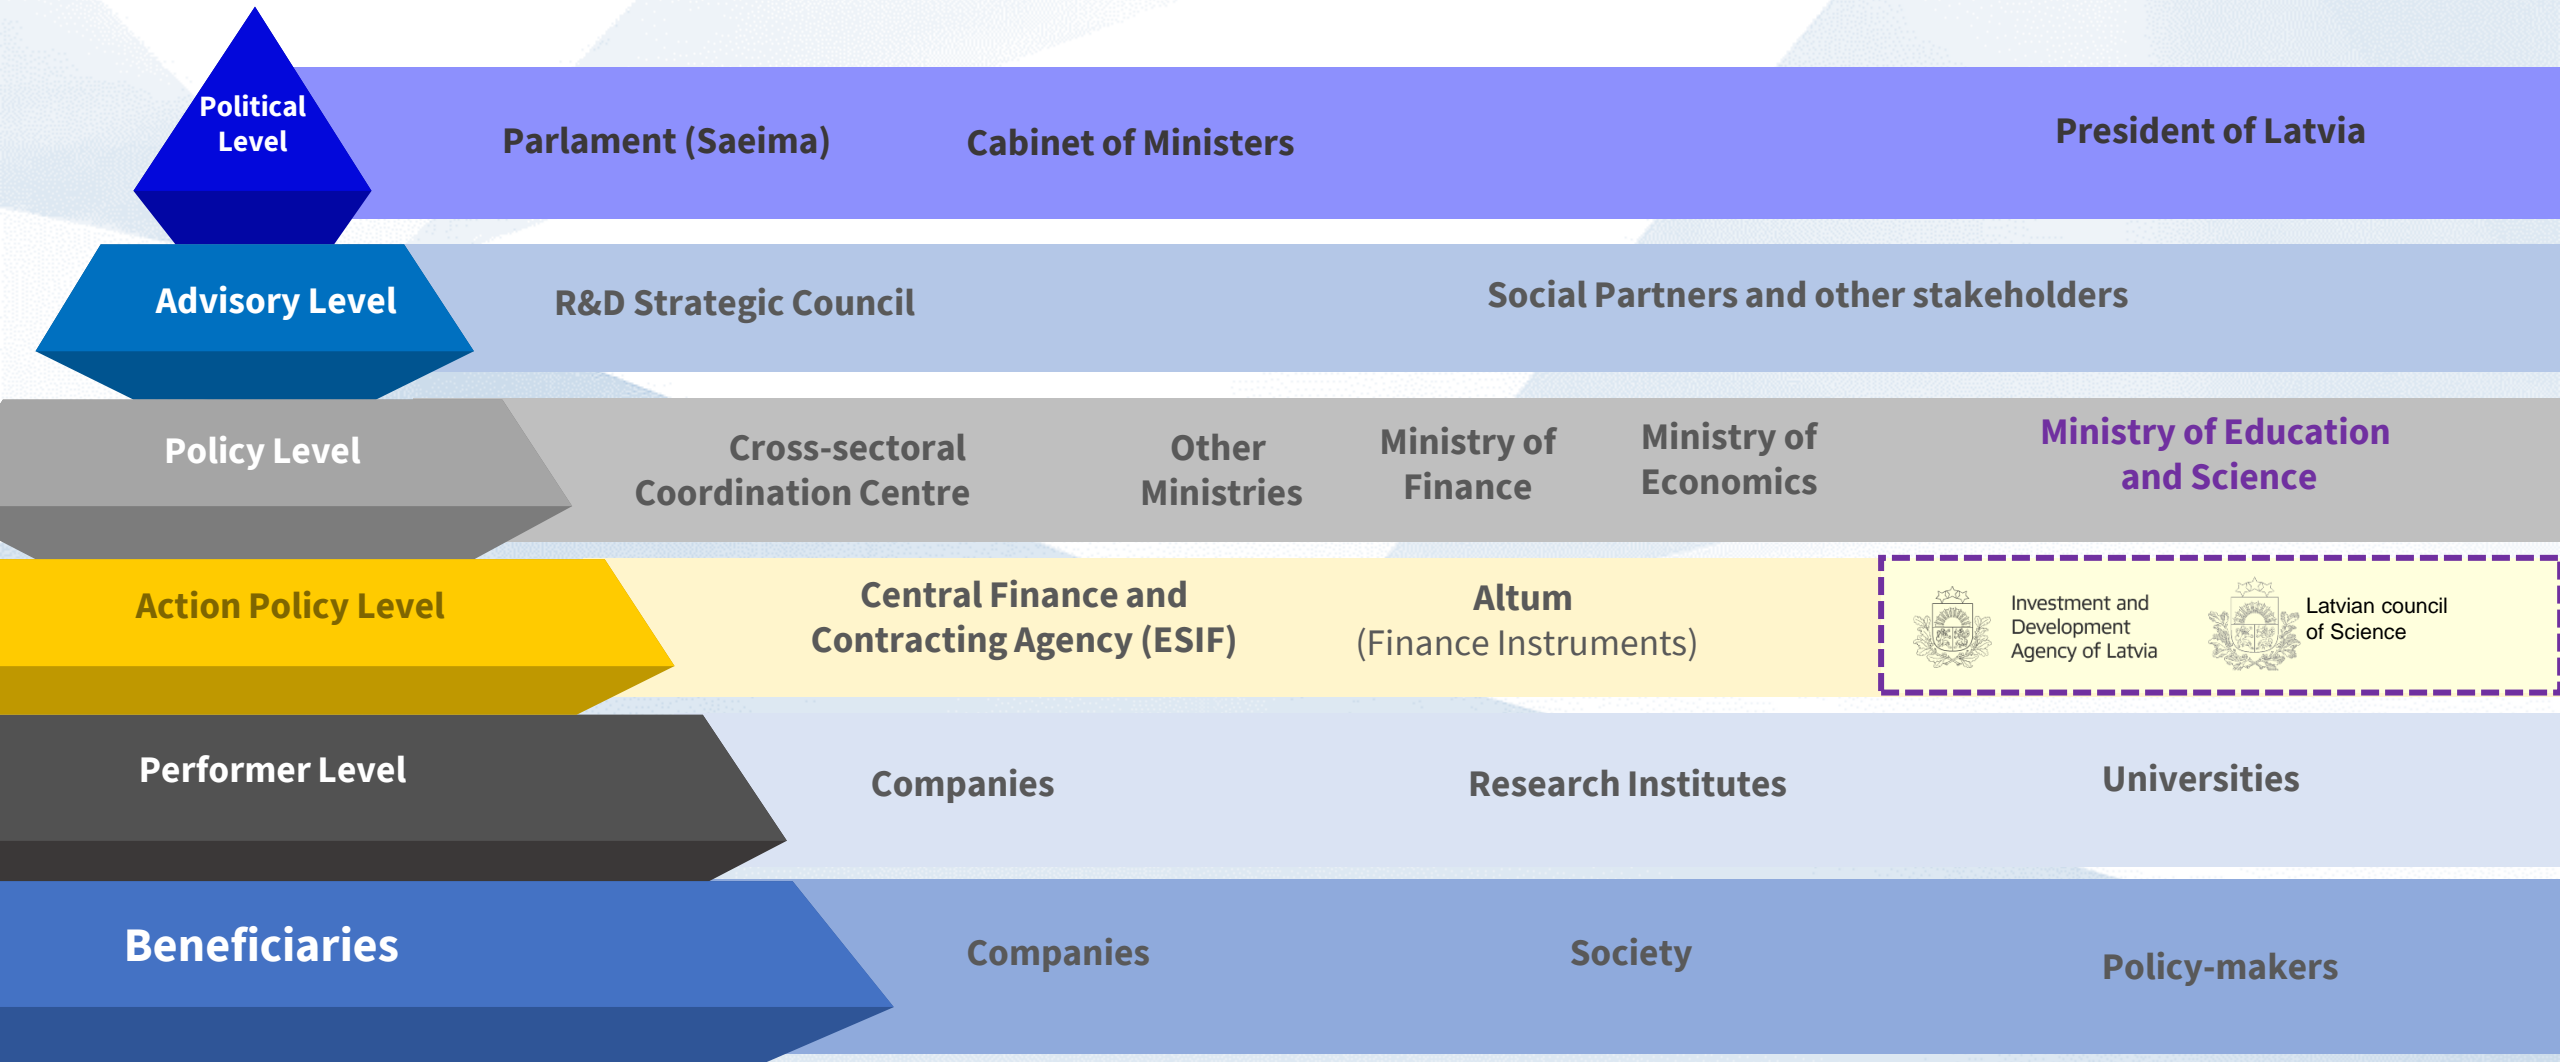 Political
Level
Parlament (Saeima)
Cabinet of Ministers
President of Latvia
Advisory Level
R&D Strategic Council
Social Partners and other stakeholders
Policy Level
Cross-sectoral
Coordination Centre
Other
Ministries
Ministry of
Finance
Ministry of
Economics
Ministry of Education
and Science
Action Policy Level
Central Finance and
Contracting Agency (ESIF)
Altum
(Finance Instruments)
Investment and
Development
Agency of Latvia
Latvian council
of Science
Performer Level
Companies
Research Institutes
Universities
Beneficiaries
Companies
Society
Policy-makers